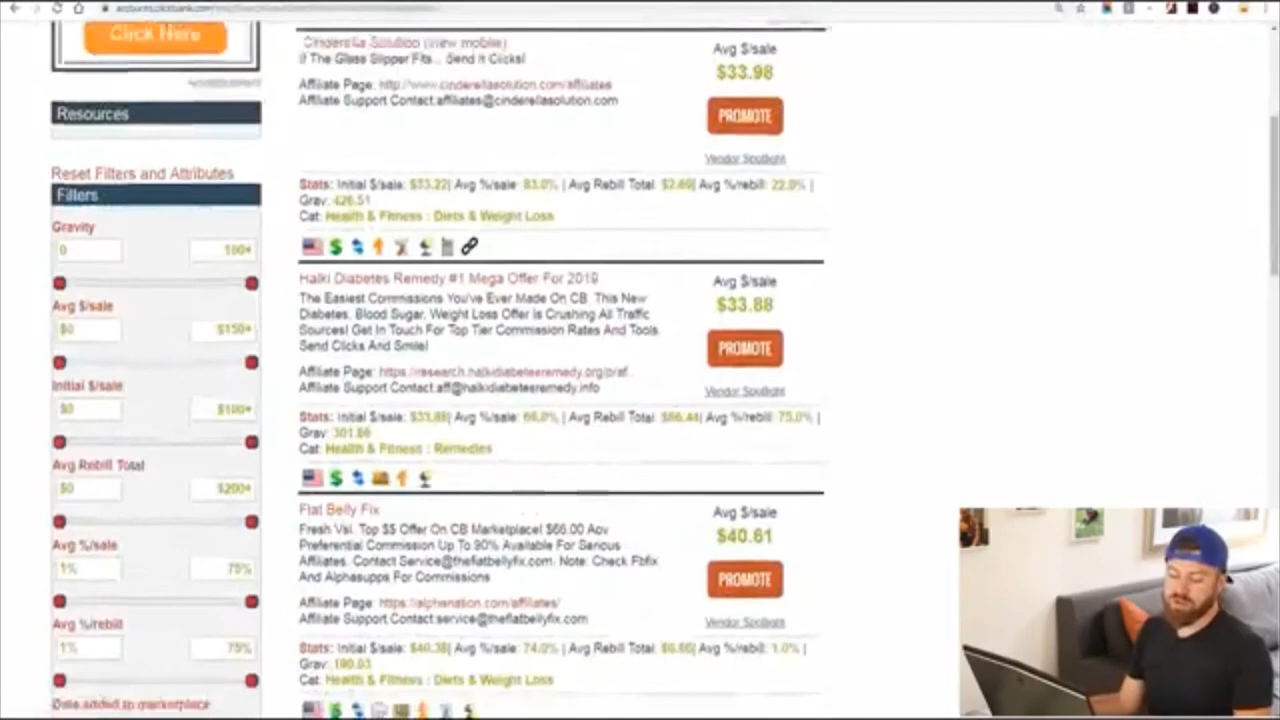 Click Here
Resources
Reset Filters and Attributes
Filters
Gravity
0
100+
Avg $/sale
$0
$150+
Initial $/sale
$0
$100+
Avg Rebill Total
$0
$200+
Avg %/sale
1%
75%
Avg %/rebill
1%
75%
Date added to marketplace
Cinderella Solution (view mobile)
If The Glass Slipper Fits... Send It Clicks!
Affiliate Page: http://www.cinderellasolution.com/affiliates
Affiliate Support Contact:affiliates@cinderellasolution.com
Avg $/sale
$33.98
PROMOTE
Vendor Spotlight
Stats: Initial $/sale: $33.22| Avg %/sale: 83.0% | Avg Rebill Total: Avg %/rebill: 22.0% |
Grav: 426.51
Cat: Health & Fitness : Diets & Weight Loss
Halki Diabetes Remedy #1 Mega Offer For 2019
The Easiest Commissions You've Ever Made On CB. This New
Diabetes, Blood Sugar, Weight Loss Offer Is Crushing All Traffic
Sources! Get In Touch For Top Tier Commission Rates And Tools.
Send Clicks And Smile!
Affiliate Page: https://research.halkidiabetesremedy.org/braf..
Affiliate Support Contact:aff@halkidiabetesremedy.info
Avg $/sale
$33.88
PROMOTE
Vendor Spotlight
Stats: Initial $/sale: $33.88| Avg %/sale: 66.0% | Avg Rebill Total: $86.44| Avg %/rebill: 75.0% |
Grav: 301.86
Cat: Health & Fitness : Remedies
Flat Belly Fix
Fresh Vsl. Top $$ Offer On CB Marketplace! $66.00 Aov
Preferential Commission Up To 90% Available For Serious
Affiliates. Contact Service@theflatbellyfix.com. Note: Check Fbfix
And Alphasupps For Commissions
Affiliate Page: https://alphanation.com/affiliates/
Affiliate Support Contact:service@theflatbellyfix.com
Avg $/sale
$40.61
PROMOTE
Vendor Spotlight
Stats: Initial $/sale: $40.38| Avg %/sale: 74.0% | Avg Rebill Total: Avg %/rebill: 1.0% |
Grav: 190.03
Cat: Health & Fitness : Diets & Weight Loss